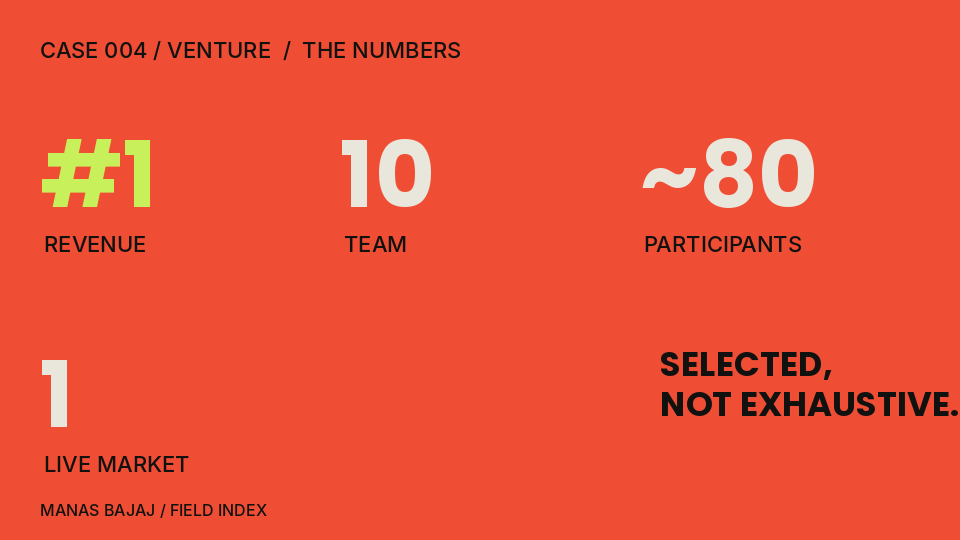 CASE 004 / VENTURE / THE NUMBERS
#1 10 ~80
REVENUE TEAM PARTICIPANTS
1
LIVE MARKET
SELECTED,
NOT EXHAUSTIVE.
MANAS BAJAJ / FIELD INDEX